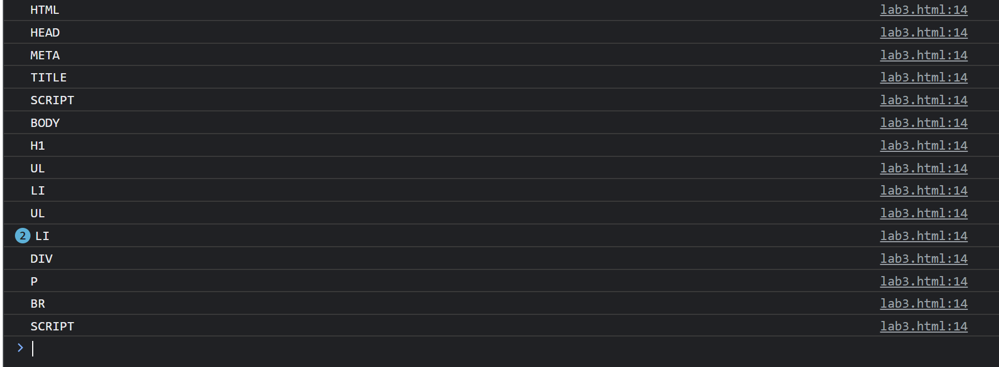 HTML lab3.html:14
HEAD lab3.html:14
META lab3.html:14
TITLE lab3.html:14
SCRIPT lab3.html:14
BODY lab3.html:14
H1 lab3.html:14
UL lab3.html:14
LI lab3.html:14
UL lab3.html:14
2 LI lab3.html:14
DIV lab3.html:14
P lab3.html:14
BR lab3.html:14
SCRIPT lab3.html:14
>